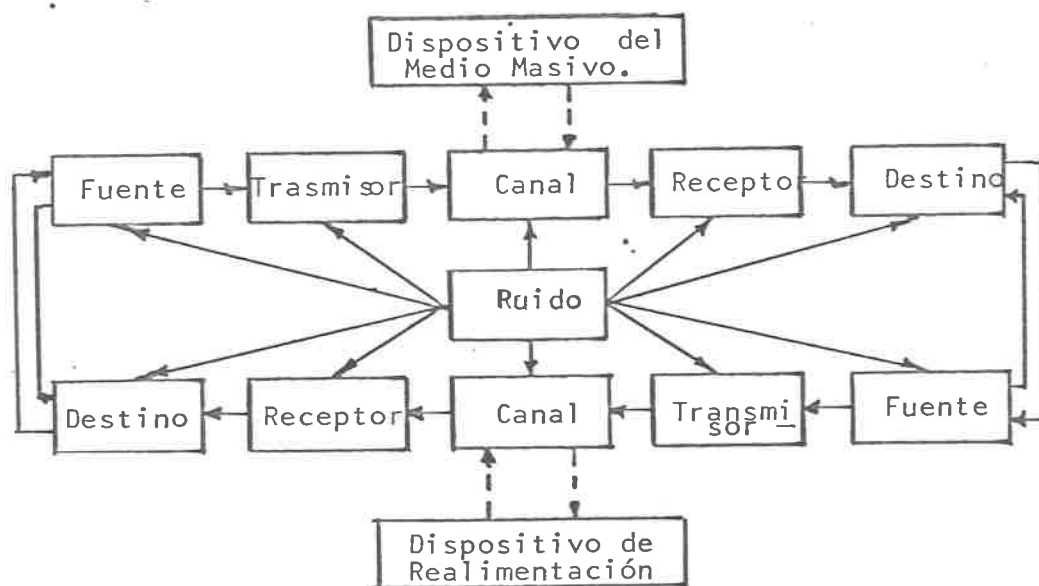 Dispositivo del
Medio Masivo.
Fuente
Trasmisor
Canal
Recepto
Destino
Ruido
Destino
Receptor
Canal
Transmi
sor
Fuente
Dispositivo de
Realimentación